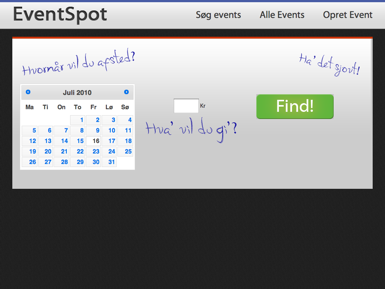 EventSpot
Søg events Alle Events Opret Event
Hvornår vil du afsted?
Ha' det sjovt!
Juli 2010
Ma Ti On To Fr Lø Sø
1 2 3 4
5 6 7 8 9 10 11
12 13 14 15 16 17 18
19 20 21 22 23 24 25
26 27 28 29 30 31
Kr
Find!
Hva' vil du gi'?